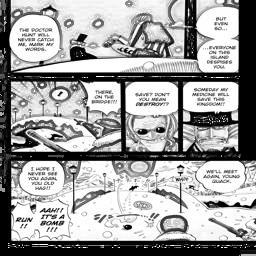 BUT
EVEN
SO...
...EVERYONE
ON THIS
ISLAND
DESPISES
YOU.
THE DOCTOR
HUNT WILL
NEVER CATCH
ME, MARK MY
WORDS.
SOMEDAY MY
MEDICINE WILL
SAVE THIS
KINGDOM!!
SAVE? DON'T
YOU MEAN
DESTROY?!
THERE,
ON THE
BRIDGE!!!
WE'LL MEET
AGAIN, YOUNG
QUACK.
I HOPE I
NEVER SEE
YOU AGAIN,
YOU OLD
HAG!!
AAH!!
IT'S A
BOMB
!!!
RUN
!!